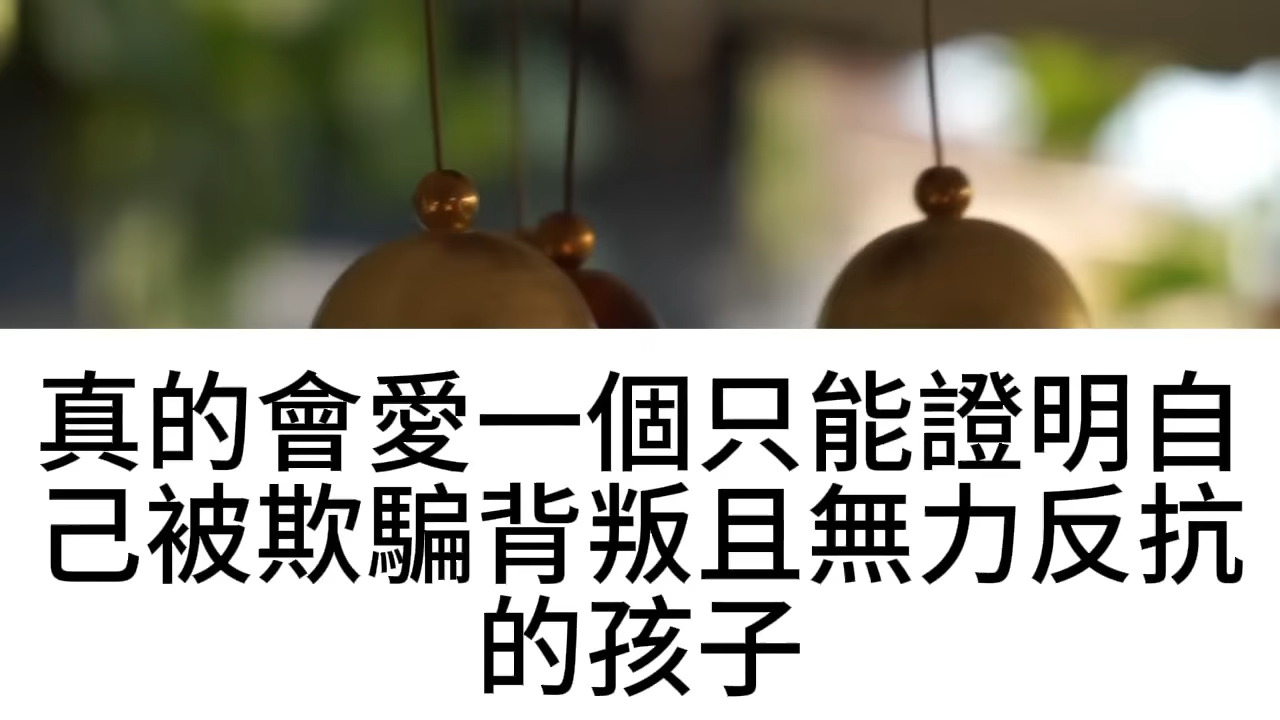 真的會愛一個只能證明自
己被欺騙背叛且無力反抗
的孩子